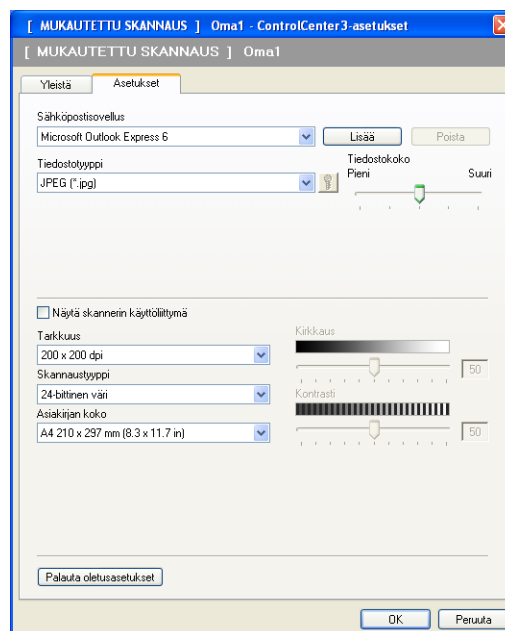 [ MUKAUTETTU SKANNAUS ] Oma1 - ControlCenter3-asetukset
[ MUKAUTETTU SKANNAUS ] Oma1
Yleistä Asetukset
Sähköpostisovellus
Microsoft Outlook Express 6 Lisää Poista
Tiedostotyyppi Tiedostokoko
JPEG (*.jpg) Pieni Suuri
Näytä skannerin käyttöliittymä
Tarkkuus Kirkkaus
200 x 200 dpi 50
Skannaustyyppi
24-bittinen väri Kontrasti
Asiakirjan koko
A4 210 x 297 mm (8.3 x 11.7 in) 50
Palauta oletusasetukset
OK Peruuta